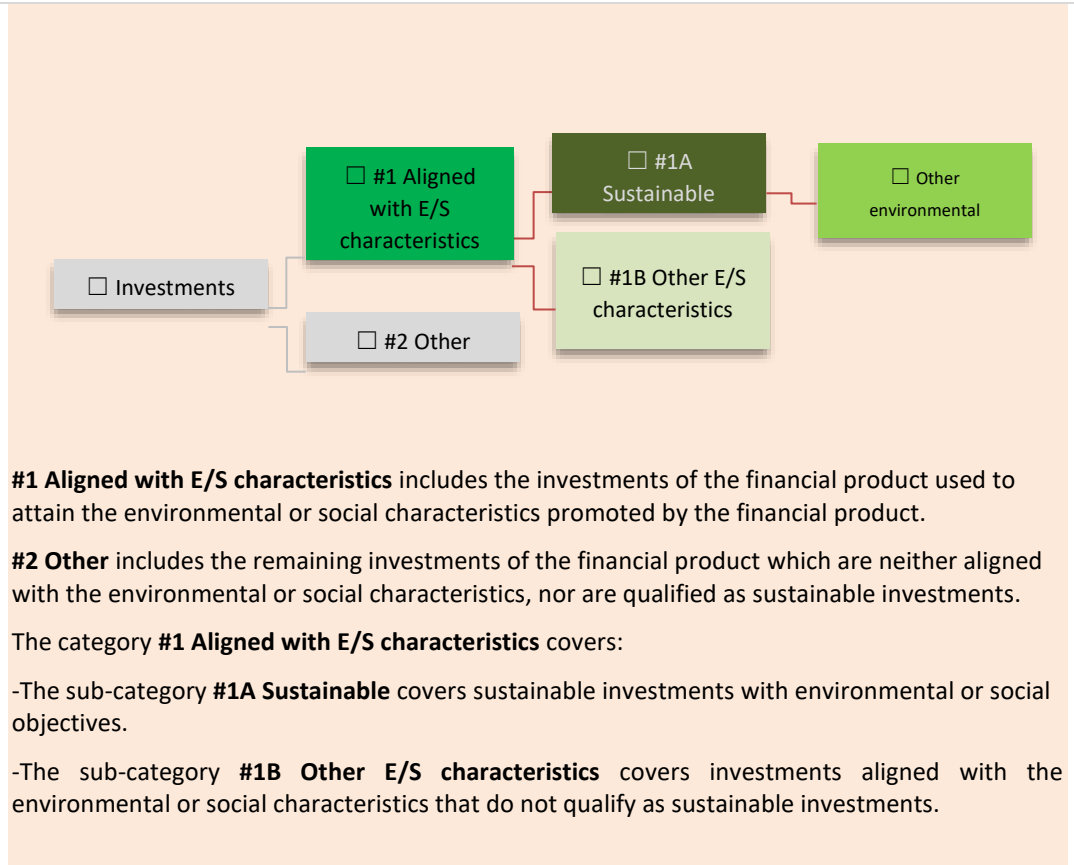 ☐ #1A
Sustainable
☐ Other
environmental
☐ #1 Aligned
with E/S
characteristics
☐ #1B Other E/S
characteristics
☐ Investments
☐ #2 Other
#1 Aligned with E/S characteristics includes the investments of the financial product used to
attain the environmental or social characteristics promoted by the financial product.
#2 Other includes the remaining investments of the financial product which are neither aligned
with the environmental or social characteristics, nor are qualified as sustainable investments.
The category #1 Aligned with E/S characteristics covers:
-The sub-category #1A Sustainable covers sustainable investments with environmental or social
objectives.
-The sub-category #1B Other E/S characteristics covers investments aligned with the
environmental or social characteristics that do not qualify as sustainable investments.